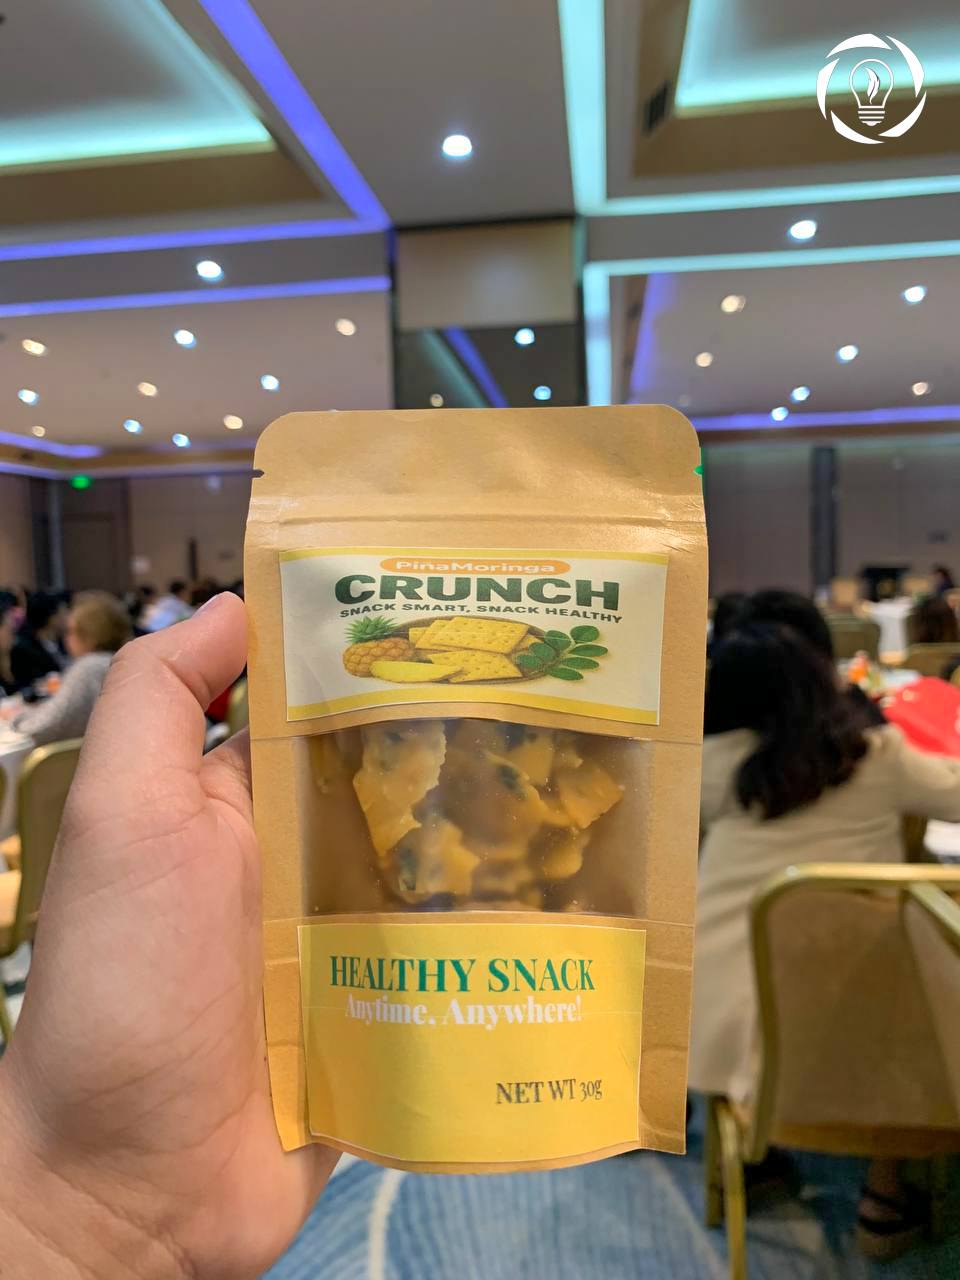 PiñaMoringa
CRUNCH
SNACK SMART, SNACK HEALTHY
HEALTHY SNACK
Anytime, Anywhere!
NET WT 30g